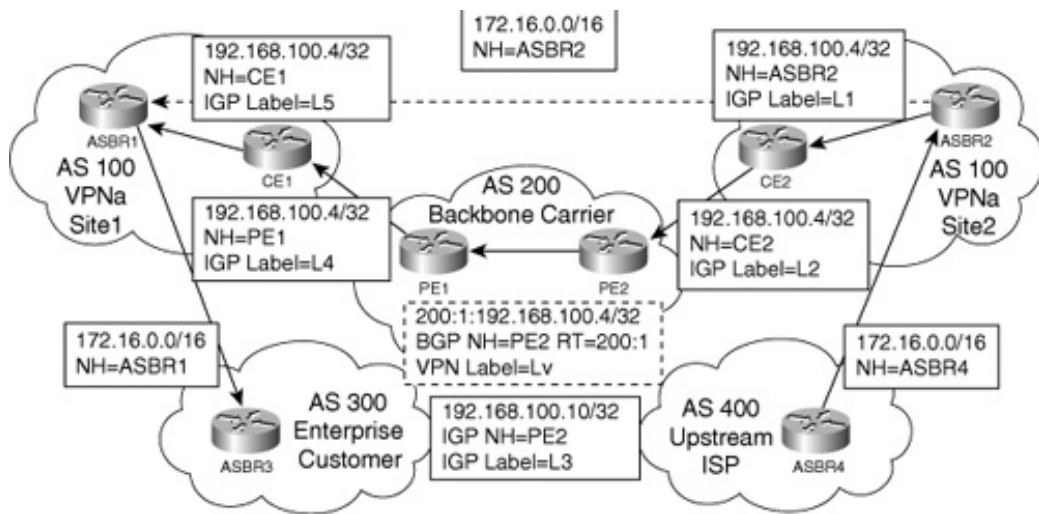 172.16.0.0/16
NH=ASBR2
192.168.100.4/32
NH=CE1
IGP Label=L5
192.168.100.4/32
NH=ASBR2
IGP Label=L1
ASBR1
CE1
AS 100
VPNa
Site1
CE2
ASBR2
AS 100
VPNa
Site2
AS 200
Backbone Carrier
192.168.100.4/32
NH=PE1
IGP Label=L4
PE1
PE2
192.168.100.4/32
NH=CE2
IGP Label=L2
200:1:192.168.100.4/32
BGP NH=PE2 RT=200:1
VPN Label=Lv
172.16.0.0/16
NH=ASBR1
172.16.0.0/16
NH=ASBR4
AS 300
Enterprise
Customer
ASBR3
192.168.100.10/32
IGP NH=PE2
IGP Label=L3
AS 400
Upstream
ISP
ASBR4